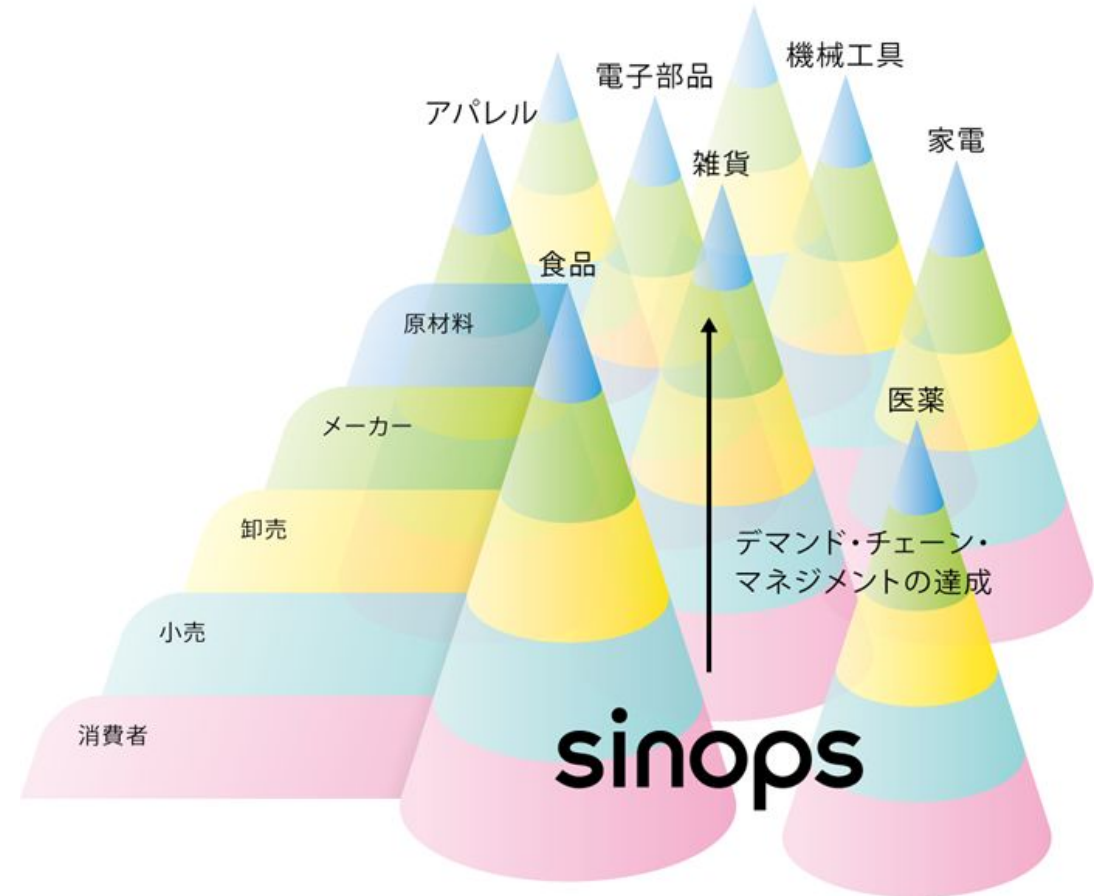 機械工具
電子部品
アパレル
家電
雑貨
食品
原材料
医薬
メーカー
卸売
デマンド・チェーン・
マネジメントの達成
小売
消費者
sinops